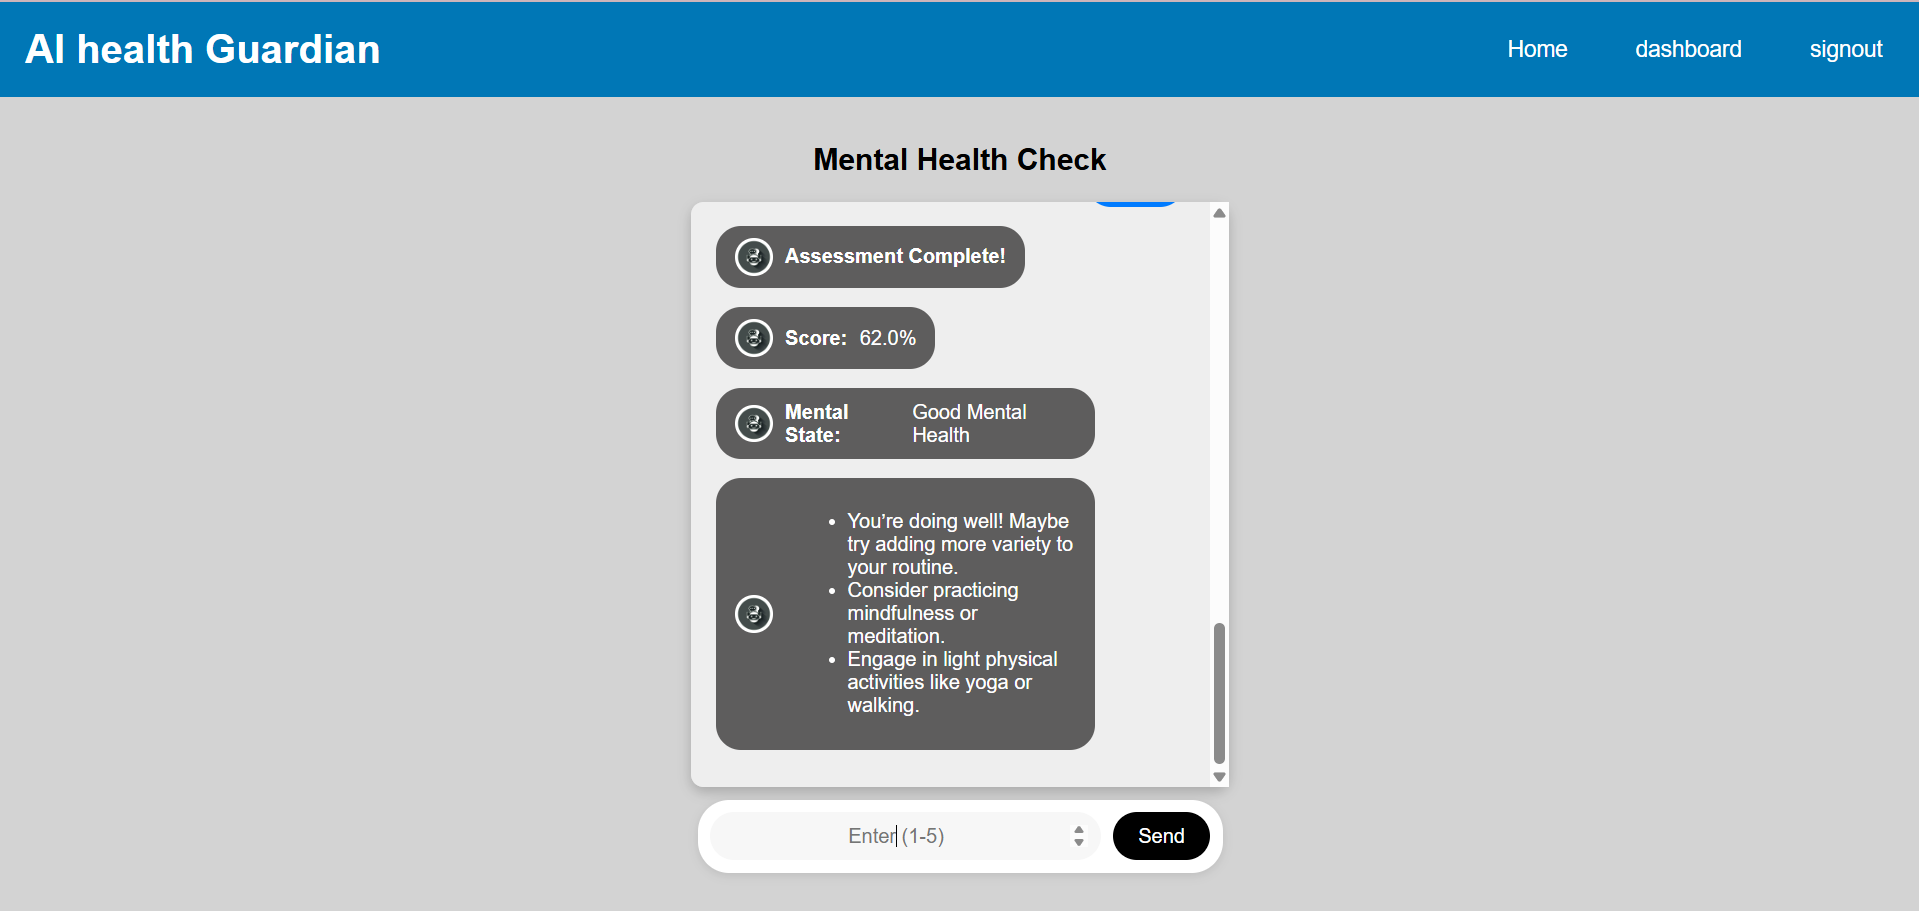 AI health Guardian
Home
dashboard
signout
Mental Health Check
Assessment Complete!
Score: 62.0%
Mental State:
Good Mental Health
• You’re doing well! Maybe
try adding more variety to
your routine.
• Consider practicing
mindfulness or
meditation.
• Engage in light physical
activities like yoga or
walking.
Enter (1-5)
Send